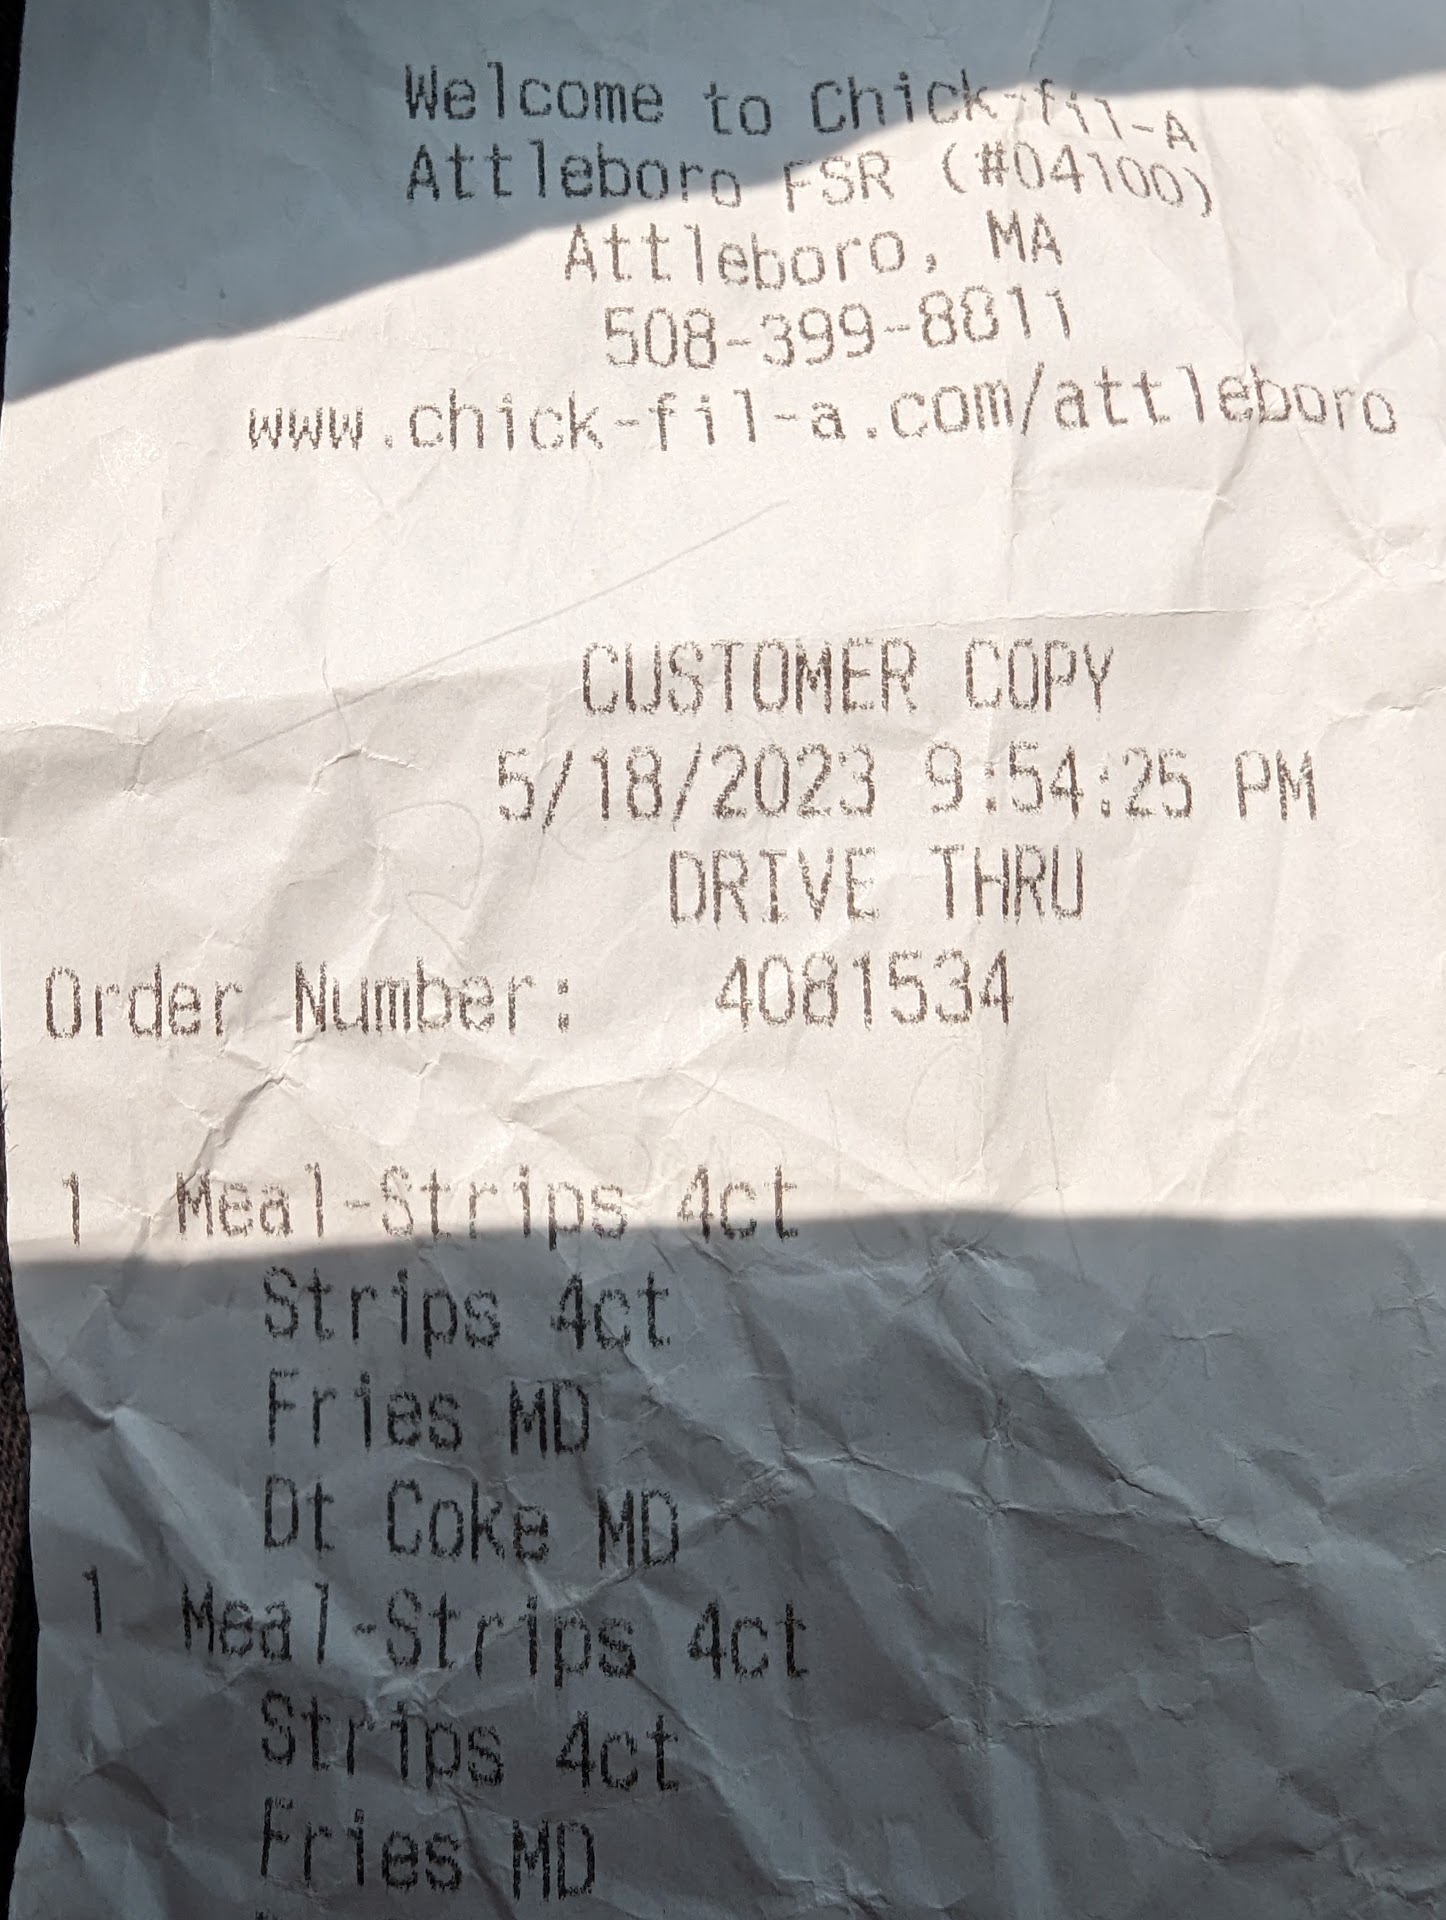 Welcome to Chick-fil-A
Attleboro FSR (#04100)
Attleboro, MA
508-399-8011
www.chick-fil-a.com/attleboro
CUSTOMER COPY
5/18/2023 9:54:25 PM
DRIVE THRU
Order Number: 4081534
1 Meal-Strips 4ct
Strips 4ct
Fries MD
Dt Coke MD
1 Meal-Strips 4ct
Strips 4ct
Fries MD